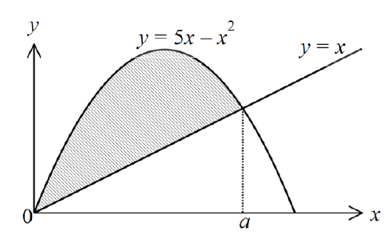 y
y = 5x – x²
y = x
0
a
x